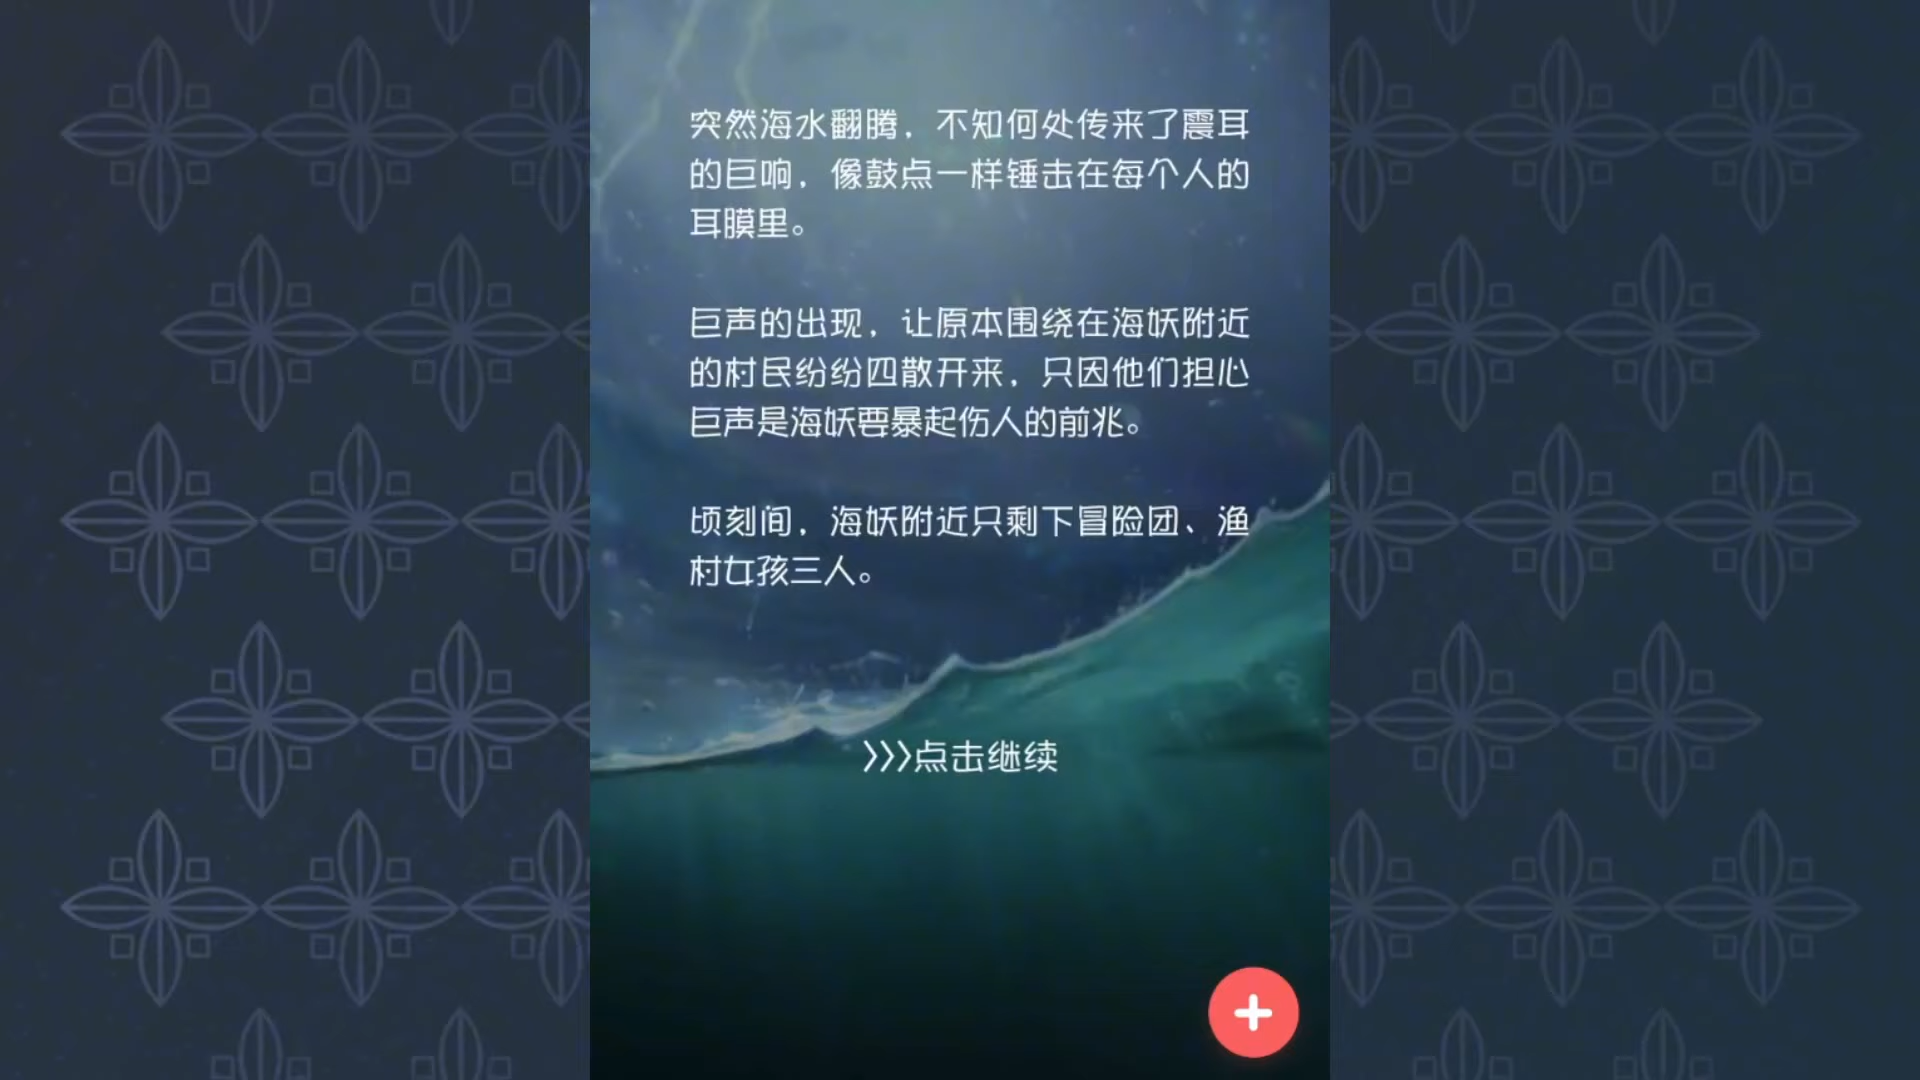 突然海水翻腾，不知何处传来了震耳
的巨响，像鼓点一样锤击在每个人的
耳膜里。
巨声的出现，让原本围绕在海妖附近
的村民纷纷四散开来，只因他们担心
巨声是海妖要暴起伤人的前兆。
顷刻间，海妖附近只剩下冒险团、渔
村女孩三人。
>>>点击继续